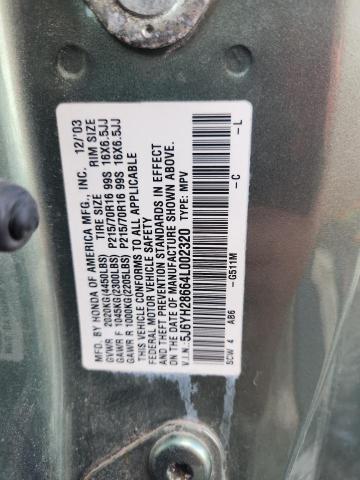 MFD. BY HONDA OF AMERICA MFG., INC. 12/'03
TIRE SIZE RIM SIZE
GVWR 2020KG(4450LBS)
GAWR F 1045KG(2300LBS) P215/70R16 99S 16X6.5JJ
GAWR R 1000KG(2205LBS) P215/70R16 99S 16X6.5JJ
THIS VEHICLE CONFORMS TO ALL APPLICABLE
FEDERAL MOTOR VEHICLE SAFETY
AND THEFT PREVENTION STANDARDS IN EFFECT
ON THE DATE OF MANUFACTURE SHOWN ABOVE.
V.I.N.: 5J6YH28664L002320 TYPE: MPV
SCW 4 AB6 -G511M -C -L